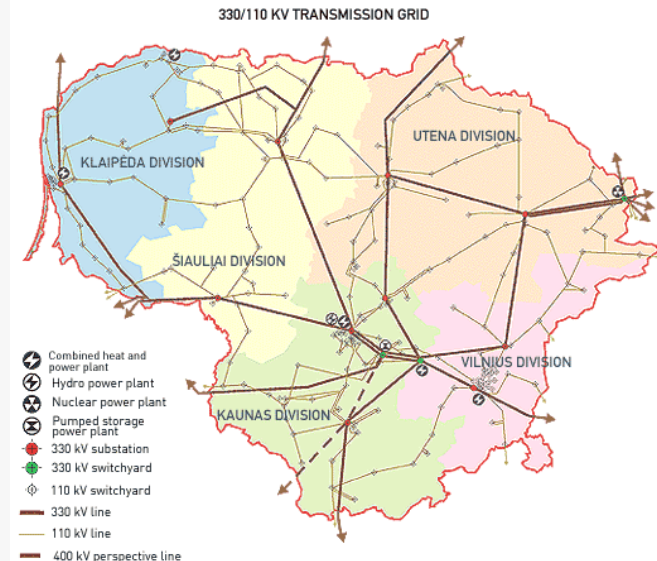 330/110 KV TRANSMISSION GRID
UTENA DIVISION
KLAIPĖDA DIVISION
ŠIAULIAI DIVISION
VILNIUS DIVISION
KAUNAS DIVISION
Combined heat and
power plant
Hydro power plant
Nuclear power plant
Pumped storage
power plant
330 kV substation
330 kV switchyard
110 kV switchyard
330 kV line
110 kV line
400 kV perspective line